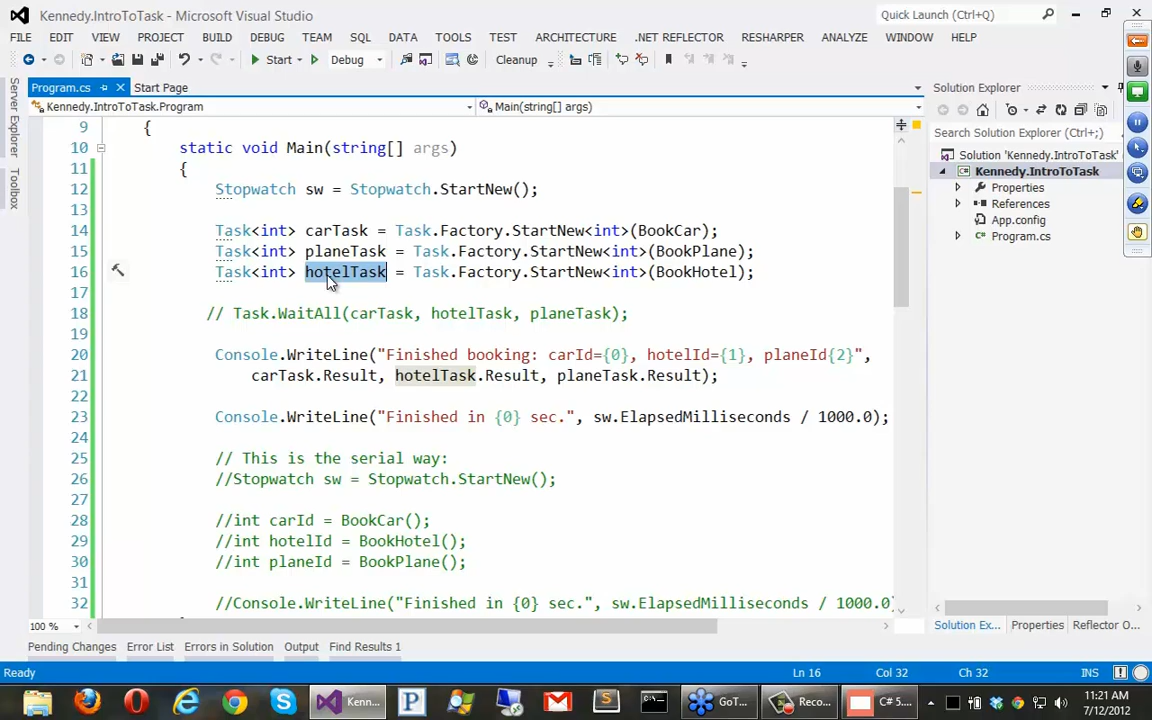 Kennedy.IntroToTask - Microsoft Visual Studio
Quick Launch (Ctrl+Q)
FILE EDIT VIEW PROJECT BUILD DEBUG TEAM SQL DATA TOOLS TEST ARCHITECTURE .NET REFLECTOR RESHARPER ANALYZE WINDOW HELP
Start Debug Cleanup
Program.cs Start Page
Solution Explorer
Kennedy.IntroToTask.Program Main(string[] args)
Server Explorer
Toolbox
Search Solution Explorer (Ctrl+;)
Solution 'Kennedy.IntroToTask'
Kennedy.IntroToTask
Properties
References
App.config
Program.cs
9 {
10 static void Main(string[] args)
11 {
12 Stopwatch sw = Stopwatch.StartNew();
13
14 Task<int> carTask = Task.Factory.StartNew<int>(BookCar);
15 Task<int> planeTask = Task.Factory.StartNew<int>(BookPlane);
16 Task<int> hotelTask = Task.Factory.StartNew<int>(BookHotel);
17
18 // Task.WaitAll(carTask, hotelTask, planeTask);
19
20 Console.WriteLine("Finished booking: carId={0}, hotelId={1}, planeId{2}",
21 carTask.Result, hotelTask.Result, planeTask.Result);
22
23 Console.WriteLine("Finished in {0} sec.", sw.ElapsedMilliseconds / 1000.0);
24
25 // This is the serial way:
26 //Stopwatch sw = Stopwatch.StartNew();
27
28 //int carId = BookCar();
29 //int hotelId = BookHotel();
30 //int planeId = BookPlane();
31
32 //Console.WriteLine("Finished in {0} sec.", sw.ElapsedMilliseconds / 1000.0
100 %
Solution Ex... Properties Reflector O...
Pending Changes Error List Errors in Solution Output Find Results 1
Ready Ln 16 Col 32 Ch 32 INS
Kenn... GoT... Reco... C# 5....
11:21 AM
7/12/2012